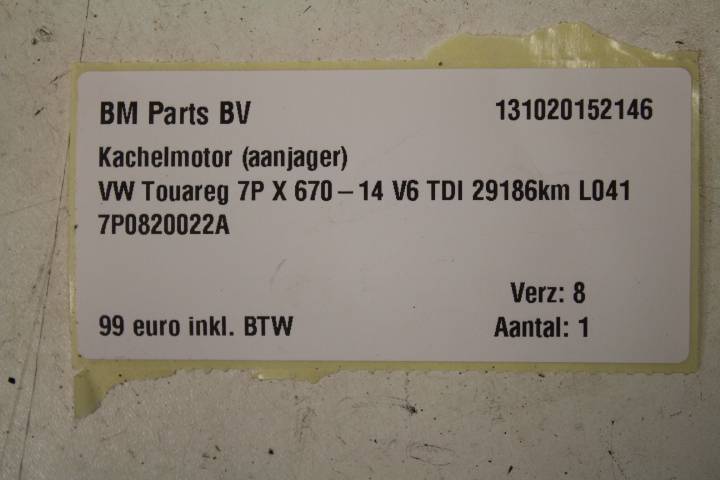 BM Parts BV 131020152146
Kachelmotor (aanjager)
VW Touareg 7P X 670-14 V6 TDI 29186km L041
7P0820022A
Verz: 8
99 euro inkl. BTW Aantal: 1